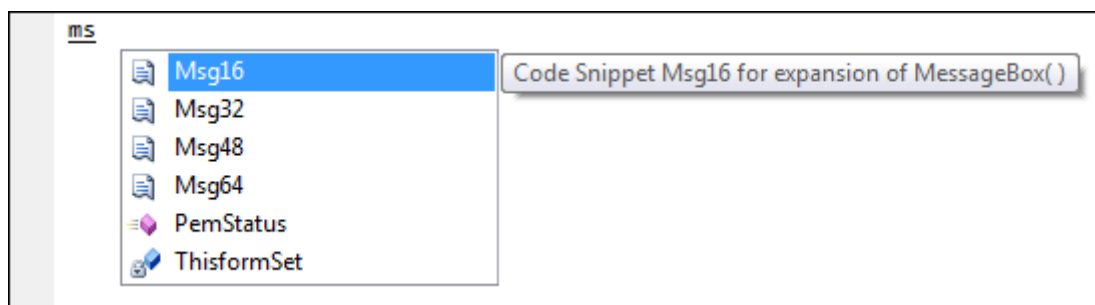 ms
Msg16
Code Snippet Msg16 for expansion of MessageBox( )
Msg32
Msg48
Msg64
PemStatus
ThisformSet